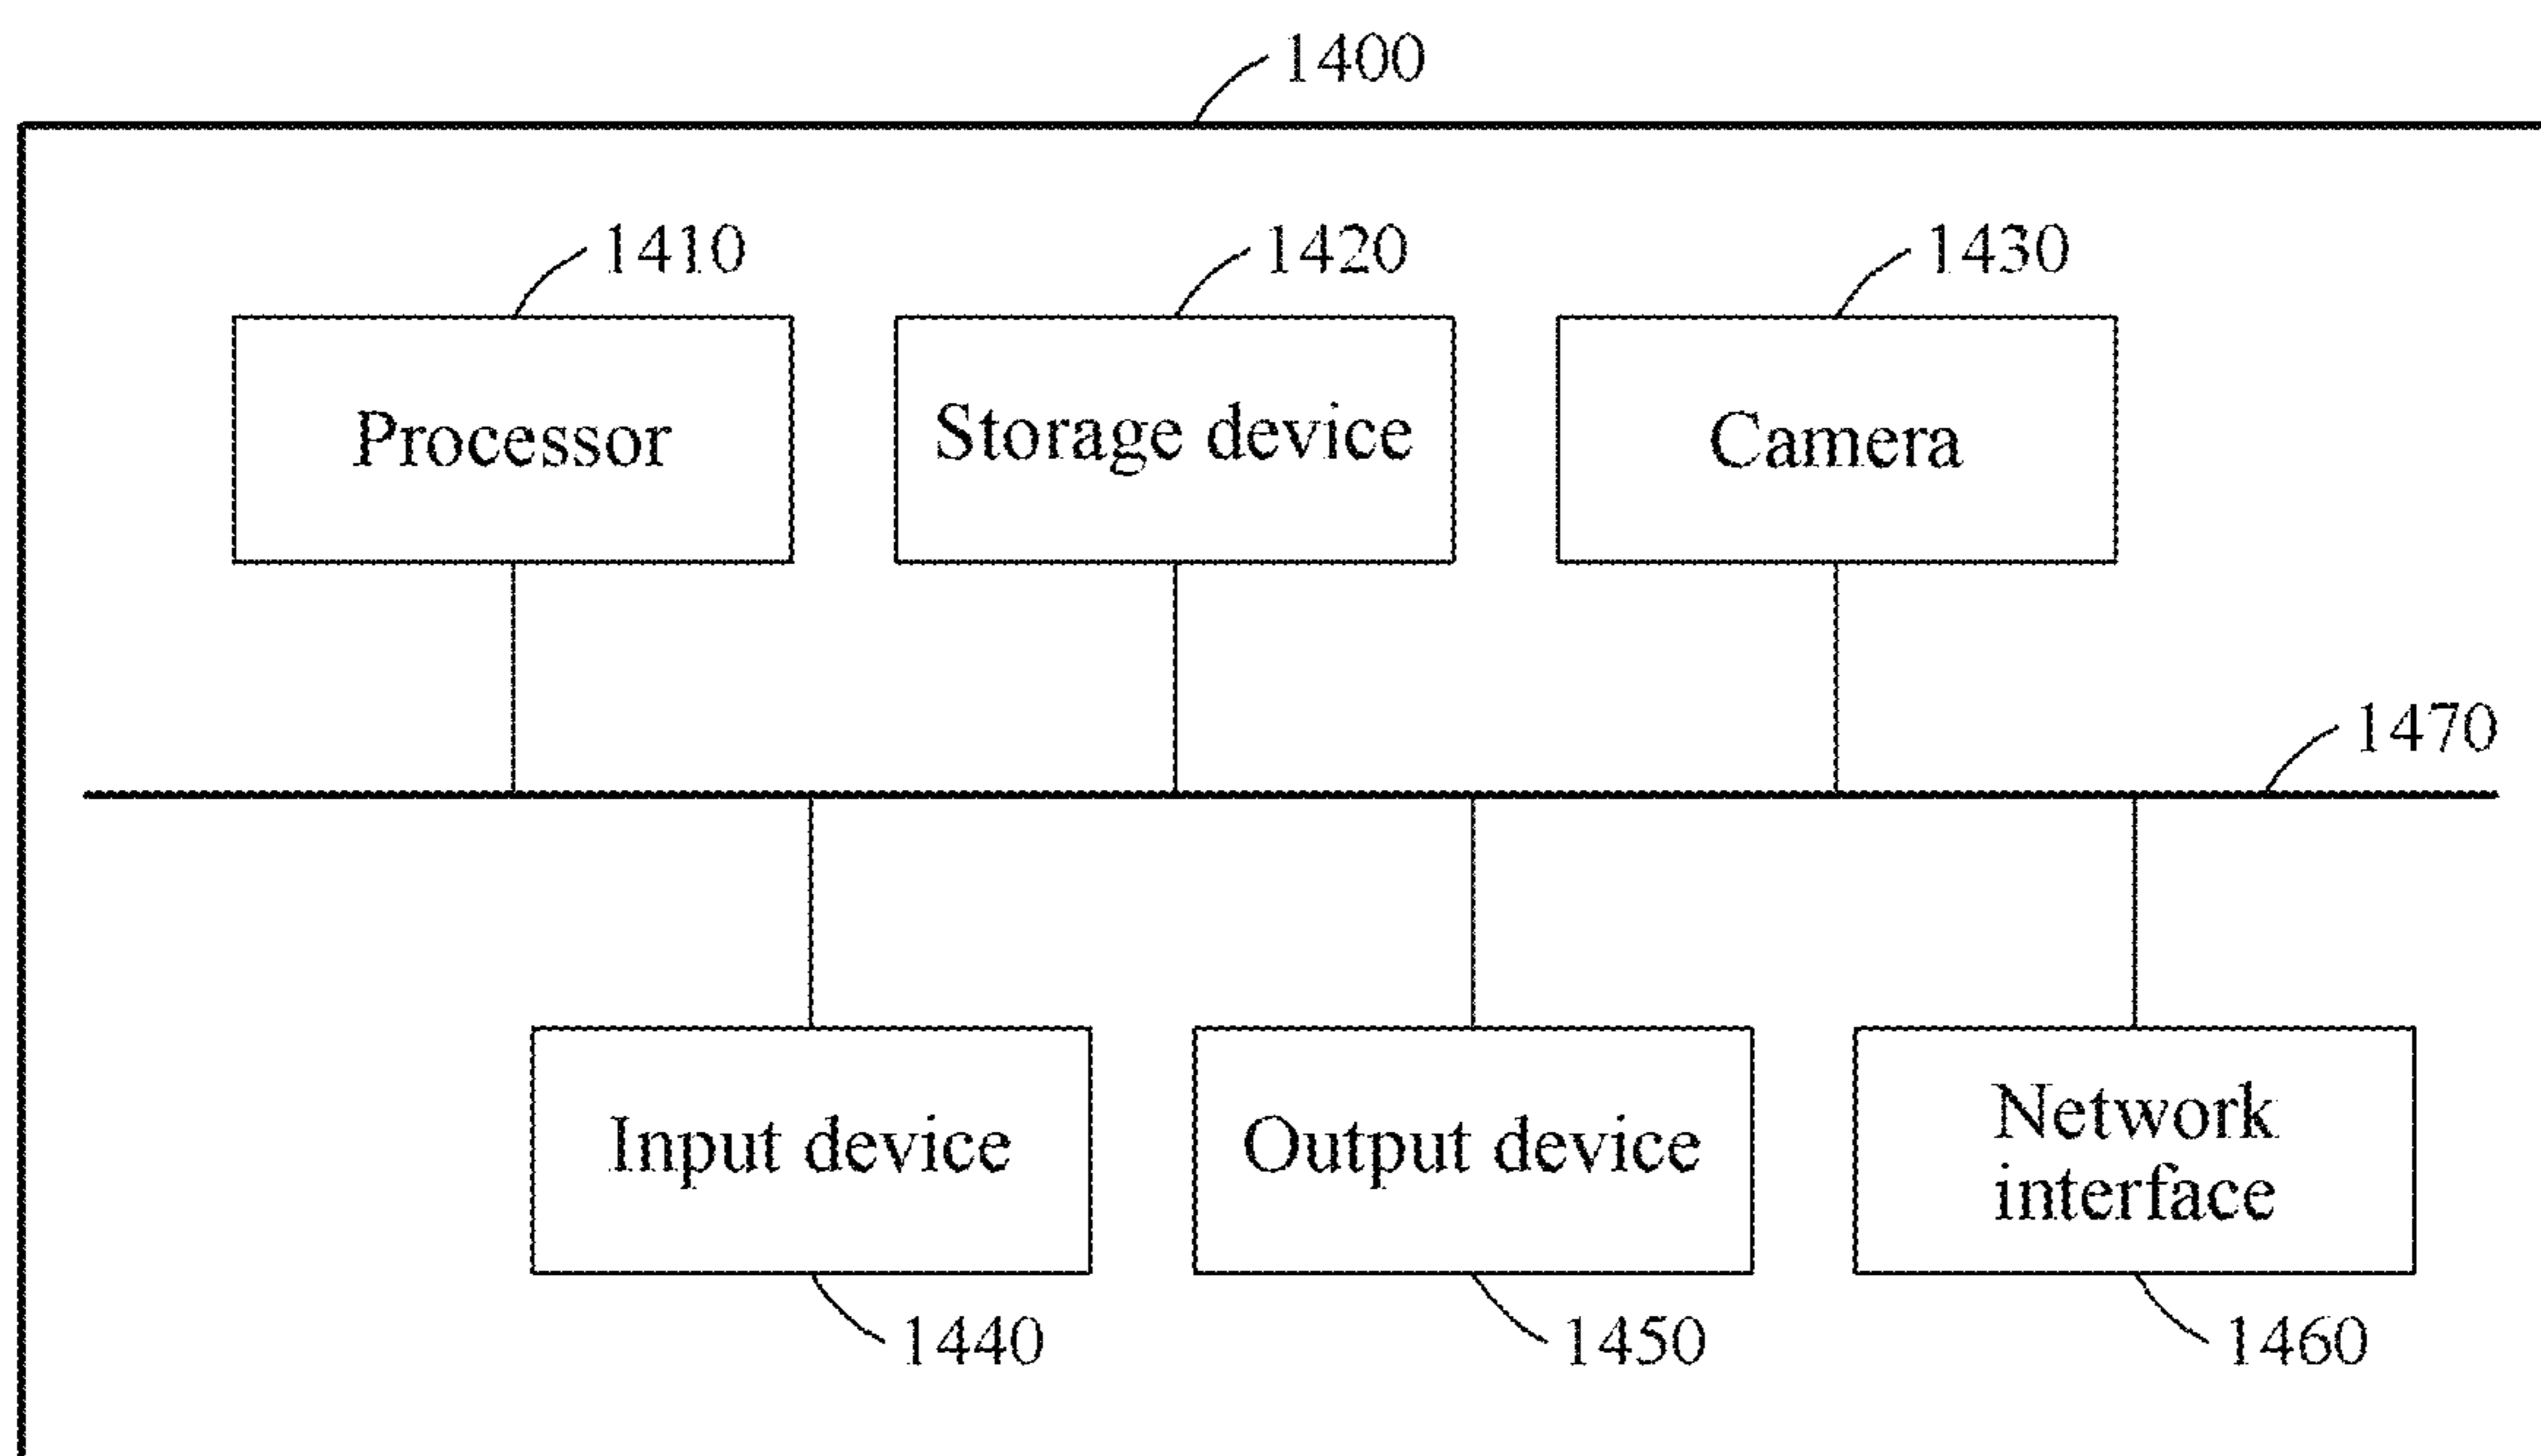 1400
1410
1420
1430
Processor
Storage device
Camera
1470
Input device
Output device
Network
interface
1440
1450
1460